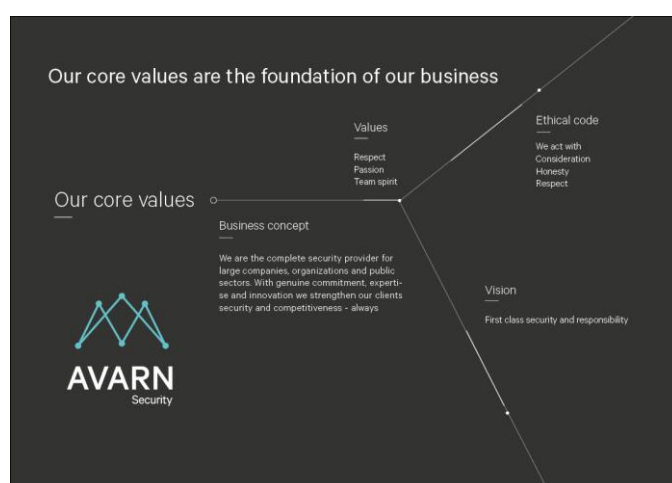 Our core values are the foundation of our business
Values
Respect
Passion
Team spirit
Ethical code
We act with
Consideration
Honesty
Respect
Our core values
Business concept
We are the complete security provider for
large companies, organizations and public
sectors. With genuine commitment, experti-
se and innovation we strengthen our clients
security and competitiveness - always
Vision
First class security and responsibility
AVARN
Security